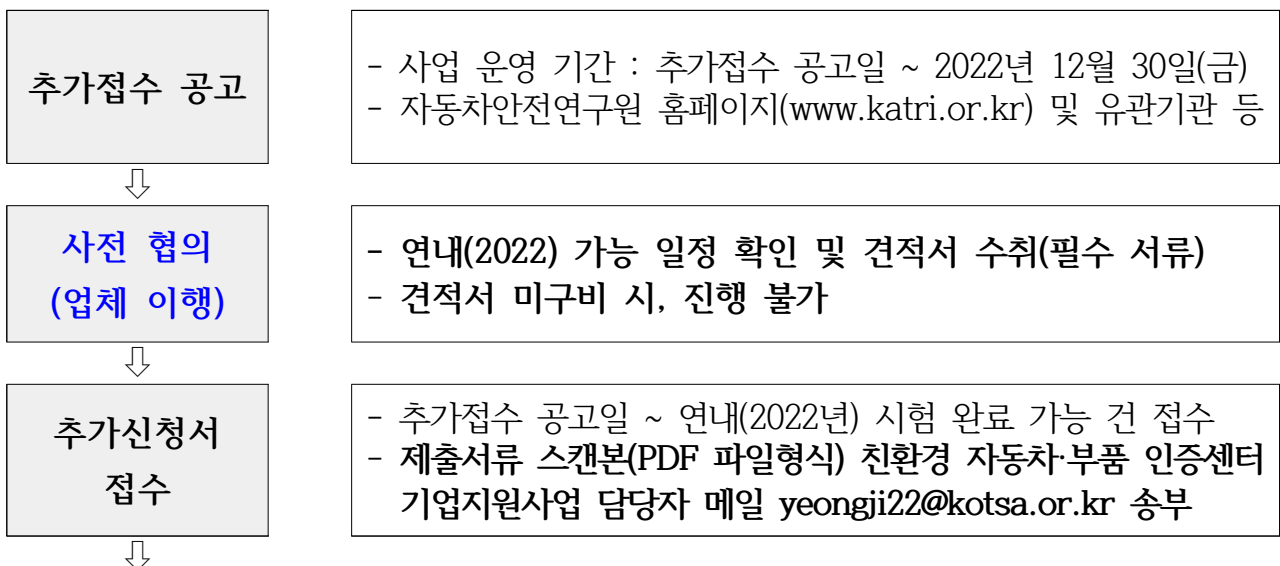 추가접수 공고
- 사업 운영 기간 : 추가접수 공고일 ~ 2022년 12월 30일(금)
- 자동차안전연구원 홈페이지(www.katri.or.kr) 및 유관기관 등
사전 협의
(업체 이행)
- 연내(2022) 가능 일정 확인 및 견적서 수취(필수 서류)
- 견적서 미구비 시, 진행 불가
추가신청서
접수
- 추가접수 공고일 ~ 연내(2022년) 시험 완료 가능 건 접수
- 제출서류 스캔본(PDF 파일형식) 친환경 자동차·부품 인증센터
기업지원사업 담당자 메일 yeongji22@kotsa.or.kr 송부